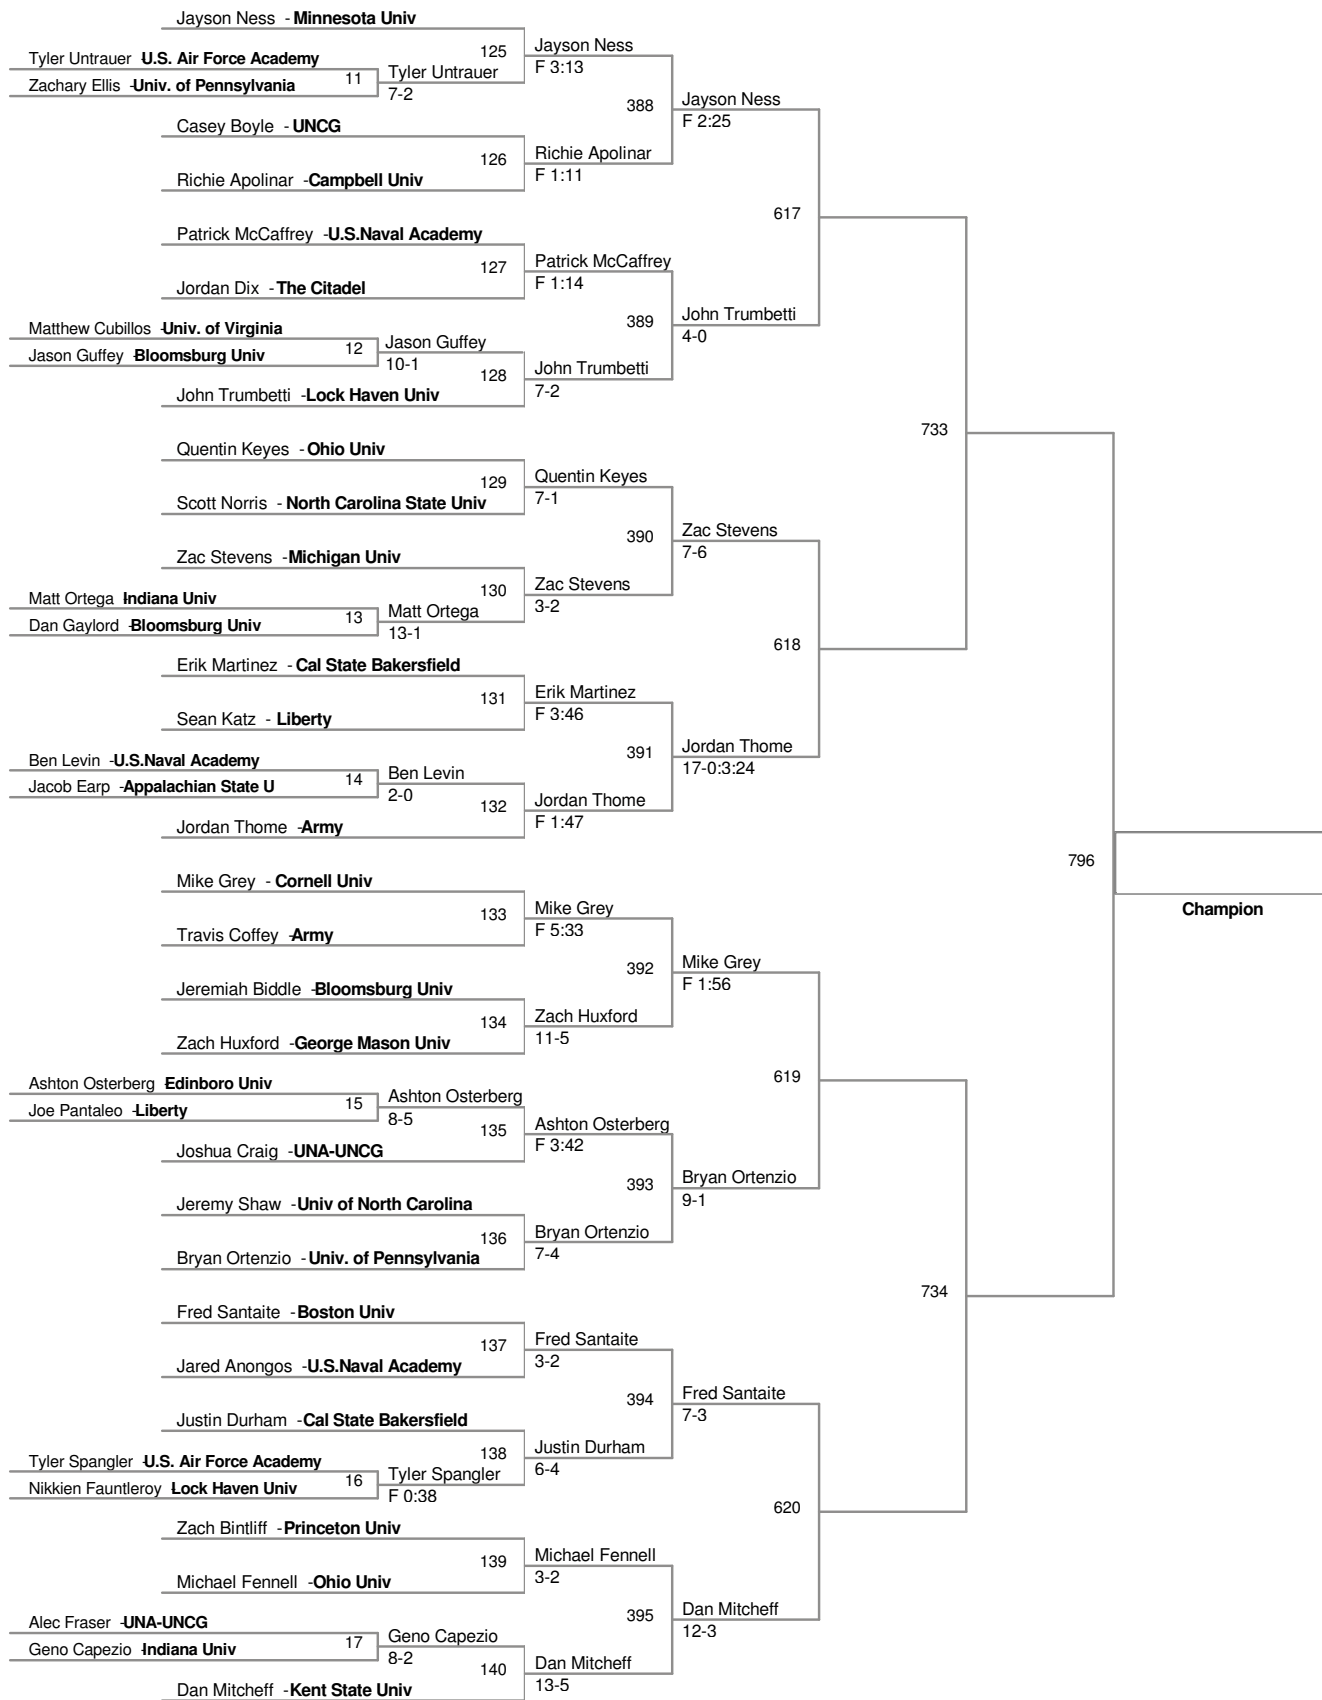 Jayson Ness - Minnesota Univ
Tyler Untrauer -U.S. Air Force Academy
125
Jayson Ness
F 3:13
Zachary Ellis -Univ. of Pennsylvania
11
Tyler Untrauer
7-2
388
Jayson Ness
F 2:25
Casey Boyle - UNCG
126
Richie Apolinar
F 1:11
Richie Apolinar -Campbell Univ
617
Patrick McCaffrey -U.S.Naval Academy
127
Patrick McCaffrey
F 1:14
Jordan Dix - The Citadel
389
John Trumbetti
4-0
Matthew Cubillos -Univ. of Virginia
12
Jason Guffey
10-1
Jason Guffey -Bloomsburg Univ
128
John Trumbetti
7-2
John Trumbetti -Lock Haven Univ
733
Quentin Keyes - Ohio Univ
129
Quentin Keyes
7-1
Scott Norris - North Carolina State Univ
390
Zac Stevens
7-6
Zac Stevens -Michigan Univ
130
Zac Stevens
3-2
Matt Ortega -Indiana Univ
13
Matt Ortega
13-1
Dan Gaylord -Bloomsburg Univ
618
Erik Martinez - Cal State Bakersfield
131
Erik Martinez
F 3:46
Sean Katz - Liberty
391
Jordan Thome
17-0:3:24
Ben Levin -U.S.Naval Academy
14
Ben Levin
2-0
Jacob Earp -Appalachian State U
132
Jordan Thome
F 1:47
Jordan Thome -Army
796
Champion
Mike Grey - Cornell Univ
133
Mike Grey
F 5:33
Travis Coffey -Army
392
Mike Grey
F 1:56
Jeremiah Biddle -Bloomsburg Univ
134
Zach Huxford
11-5
Zach Huxford -George Mason Univ
619
Ashton Osterberg -Edinboro Univ
15
Ashton Osterberg
8-5
Joe Pantaleo -Liberty
135
Ashton Osterberg
F 3:42
Joshua Craig -UNA-UNCG
393
Bryan Ortenzio
9-1
Jeremy Shaw - Univ of North Carolina
136
Bryan Ortenzio
7-4
Bryan Ortenzio - Univ. of Pennsylvania
734
Fred Santaite - Boston Univ
137
Fred Santaite
3-2
Jared Anongos -U.S.Naval Academy
394
Fred Santaite
7-3
Justin Durham -Cal State Bakersfield
138
Justin Durham
6-4
Tyler Spangler -U.S. Air Force Academy
16
Tyler Spangler
F 0:38
Nikkien Fauntleroy -Lock Haven Univ
620
Zach Bintliff -Princeton Univ
139
Michael Fennell
3-2
Michael Fennell -Ohio Univ
395
Dan Mitcheff
12-3
Alec Fraser -UNA-UNCG
17
Geno Capezio
8-2
Geno Capezio -Indiana Univ
140
Dan Mitcheff
13-5
Dan Mitcheff - Kent State Univ